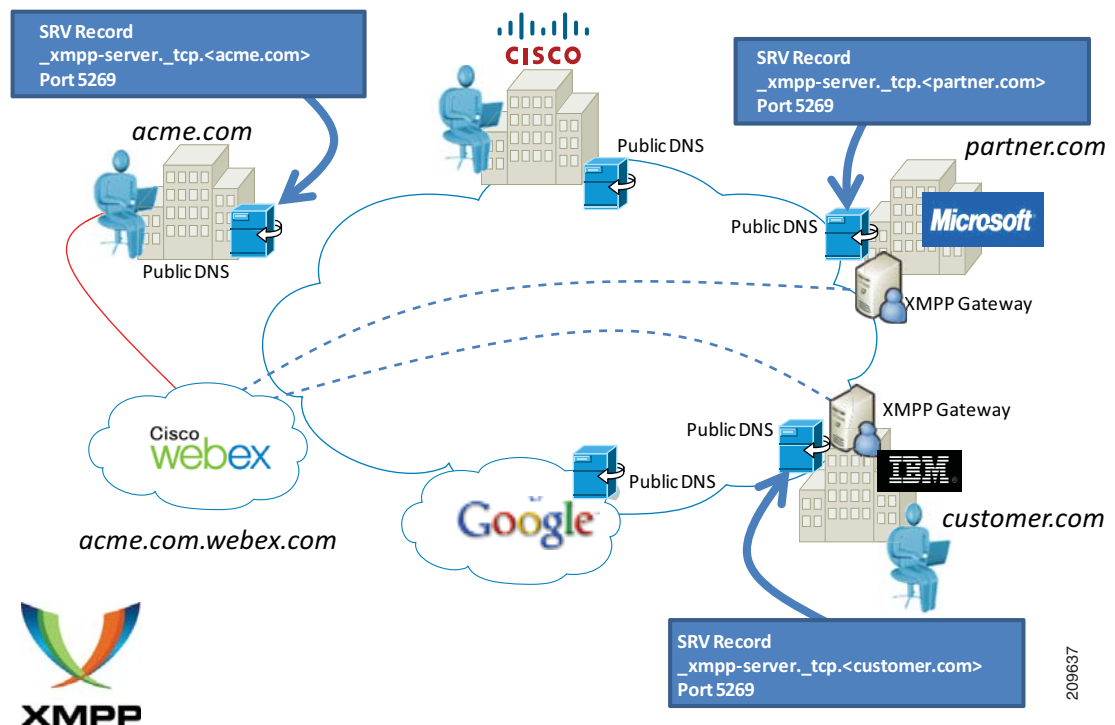 SRV Record
_xmpp-server._tcp.<acme.com>
Port 5269
CISCO
SRV Record
_xmpp-server._tcp.<partner.com>
Port 5269
acme.com
Public DNS
partner.com
Public DNS
Microsoft
Public DNS
XMPP Gateway
Cisco
webex
XMPP Gateway
Public DNS
IBM
Public DNS
Google
customer.com
acme.com.webex.com
SRV Record
_xmpp-server._tcp.<customer.com>
Port 5269
209637
XMPP